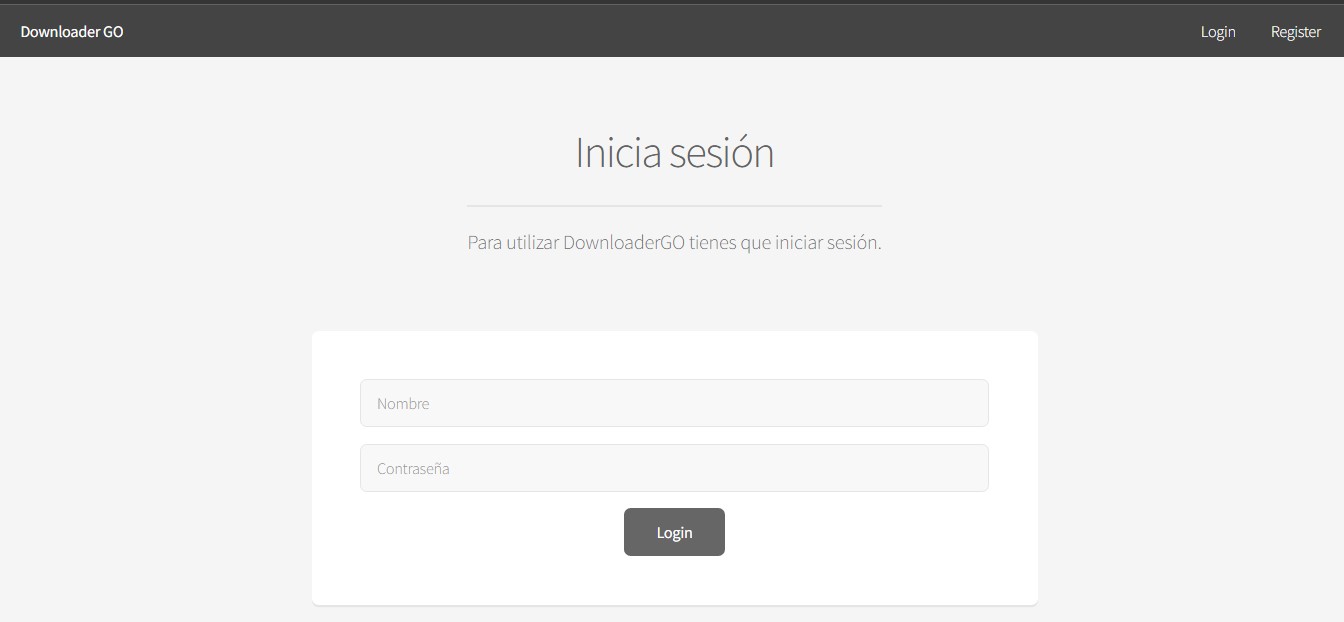 Downloader GO
Login
Register
Inicia sesión
Para utilizar DownloaderGO tienes que iniciar sesión.
Nombre
Contraseña
Login